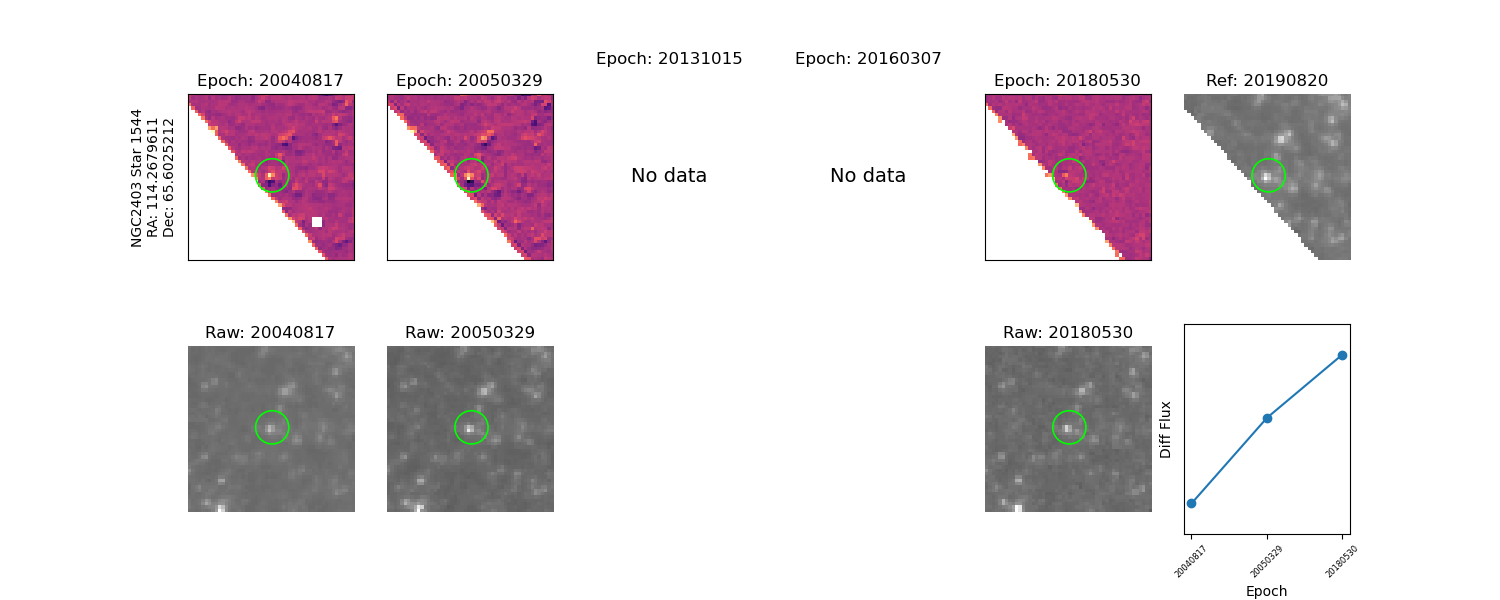 Epoch: 20040817
Epoch: 20050329
Epoch: 20131015
Epoch: 20160307
Epoch: 20180530
Ref: 20190820
NGC2403 Star 1544
RA: 114.2679611
Dec: 65.6025212
No data
No data
Raw: 20040817
Raw: 20050329
Raw: 20180530
Diff Flux
20040817
20050329
20180530
Epoch